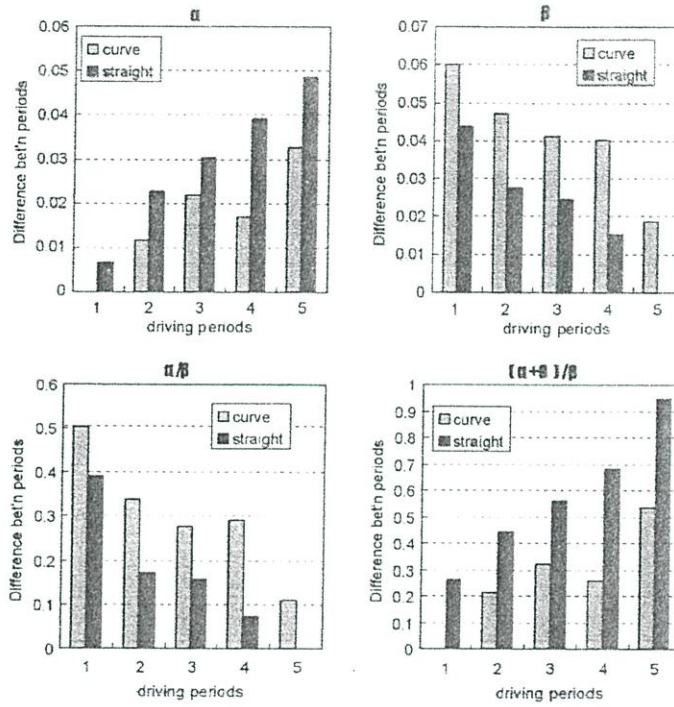 α
0.06
0.05
0.04
0.03
0.02
0.01
0
Difference bet'n periods
curve
straight
1 2 3 4 5
driving periods
β
0.07
0.06
0.05
0.04
0.03
0.02
0.01
0
Difference bet'n periods
curve
straight
1 2 3 4 5
driving periods
α/β
0.6
0.5
0.4
0.3
0.2
0.1
0
Difference bet'n periods
curve
straight
1 2 3 4 5
driving periods
(α+θ)/β
1
0.9
0.8
0.7
0.6
0.5
0.4
0.3
0.2
0.1
0
Difference bet'n periods
curve
straight
1 2 3 4 5
driving periods